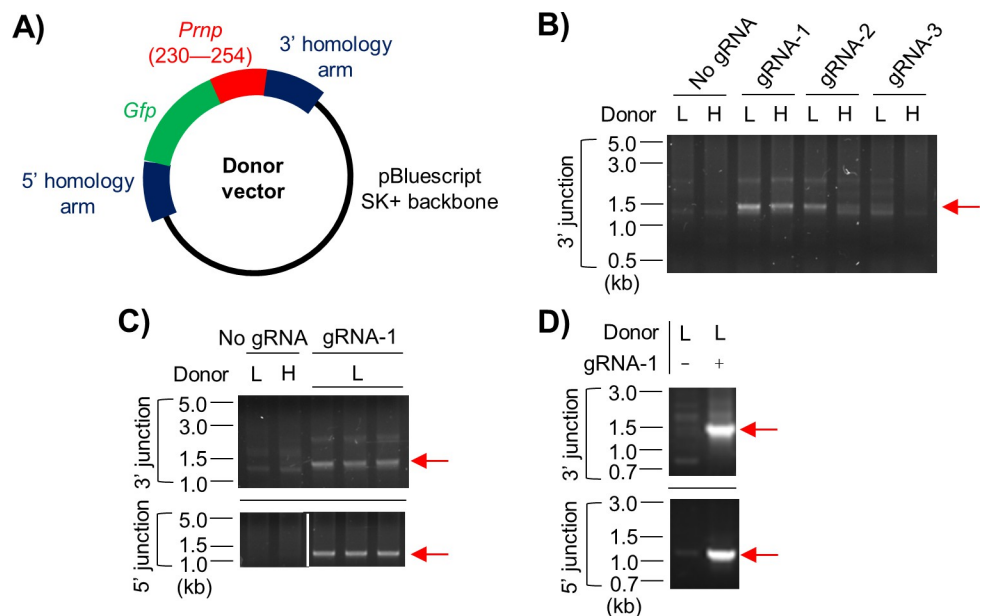 A)
Prnp
(230—254)
3’ homology
arm
Gfp
5’ homology
arm
Donor
vector
pBluescript
SK+ backbone
B)
No gRNA
gRNA-1
gRNA-2
gRNA-3
Donor L H L H L H L H
3’ junction
5.0
3.0
1.5
1.0
0.5
(kb)
C)
No gRNA gRNA-1
Donor L H L
3’ junction
5.0
3.0
1.5
1.0
5’ junction
5.0
1.5
1.0
(kb)
D)
Donor L L
gRNA-1 − +
3’ junction
3.0
1.5
1.0
0.7
5’ junction
3.0
1.5
1.0
0.7
(kb)